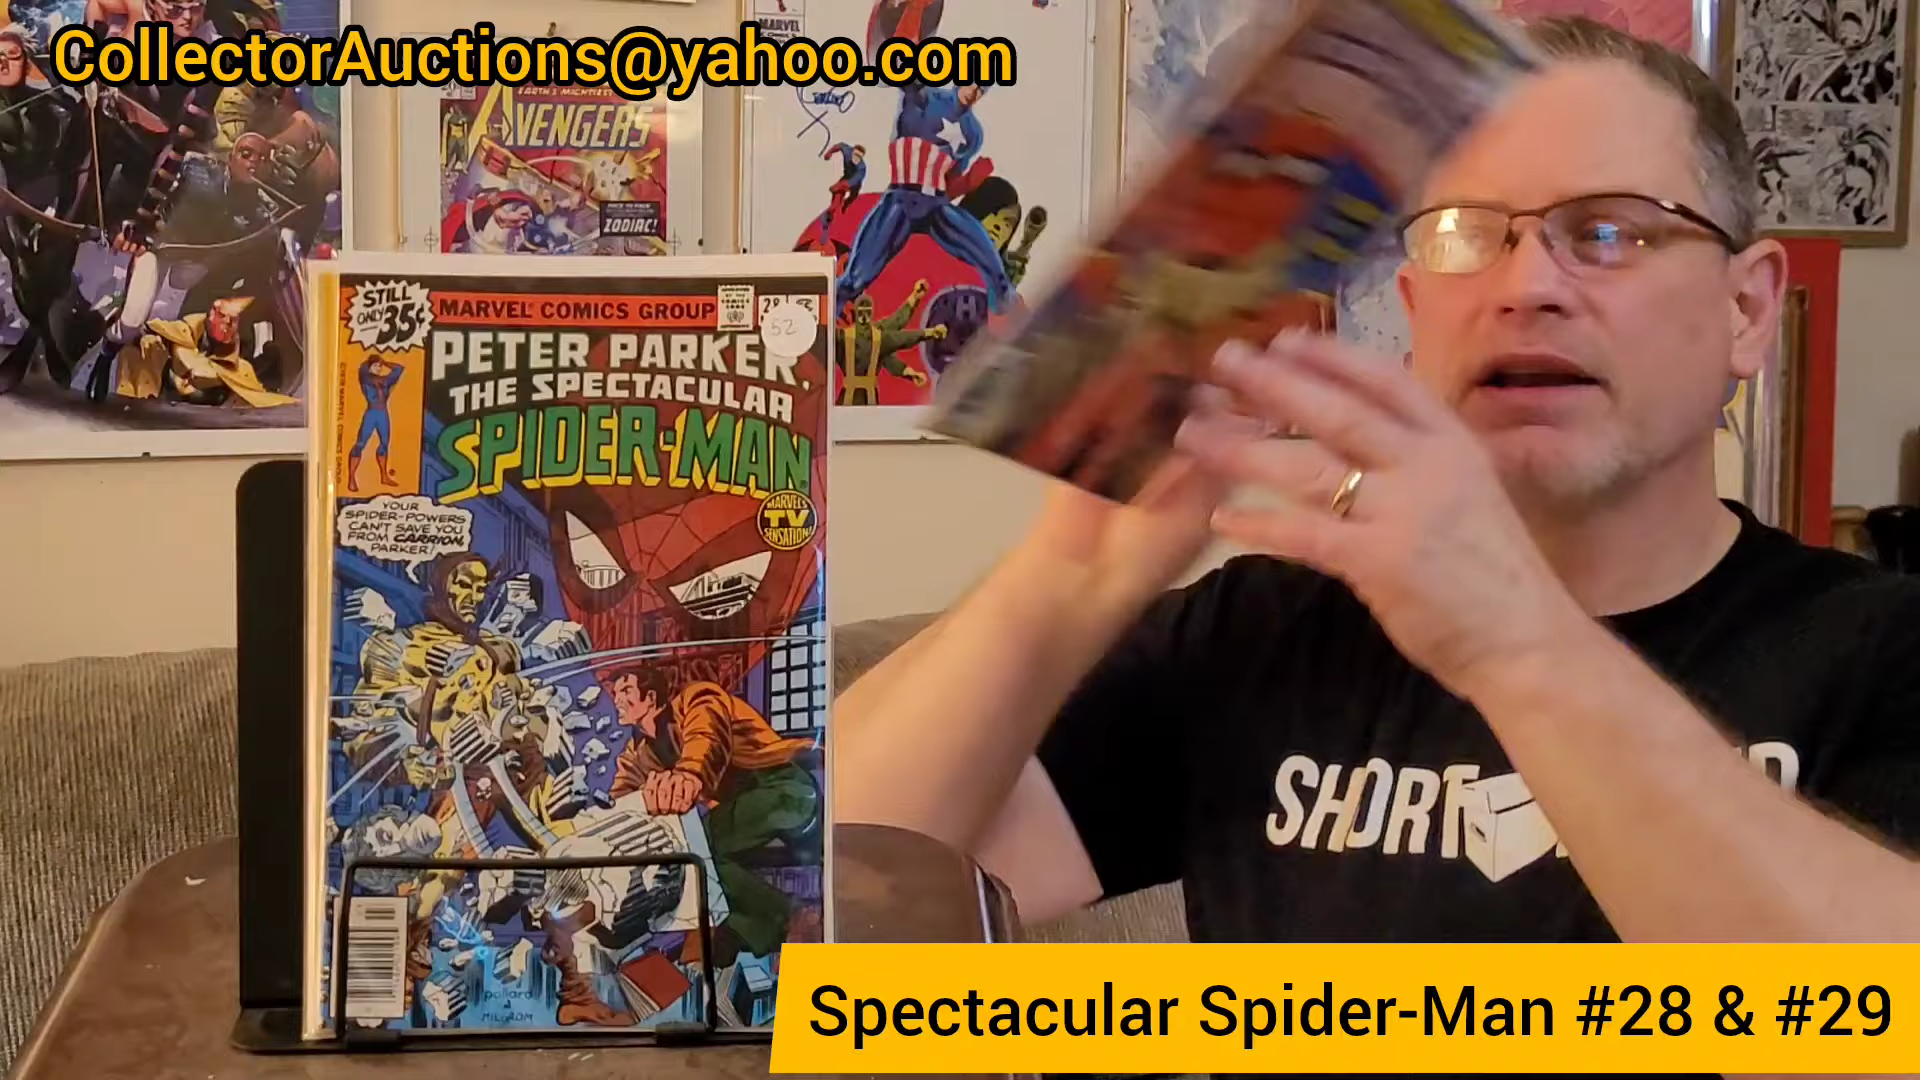 CollectorAuctions@yahoo.com
MARVEL
EARTH'S MIGHTIEST
AVENGERS
ZODIAC!
STILL
ONLY 35¢
MARVEL COMICS GROUP
52
PETER PARKER,
THE SPECTACULAR
SPIDER-MAN
MARVEL'S
TV
SENSATION!
YOUR
SPIDER-POWERS
CAN'T SAVE YOU
FROM CARRION,
PARKER!
SHORT
pollard
MILGROM
Spectacular Spider-Man #28 & #29